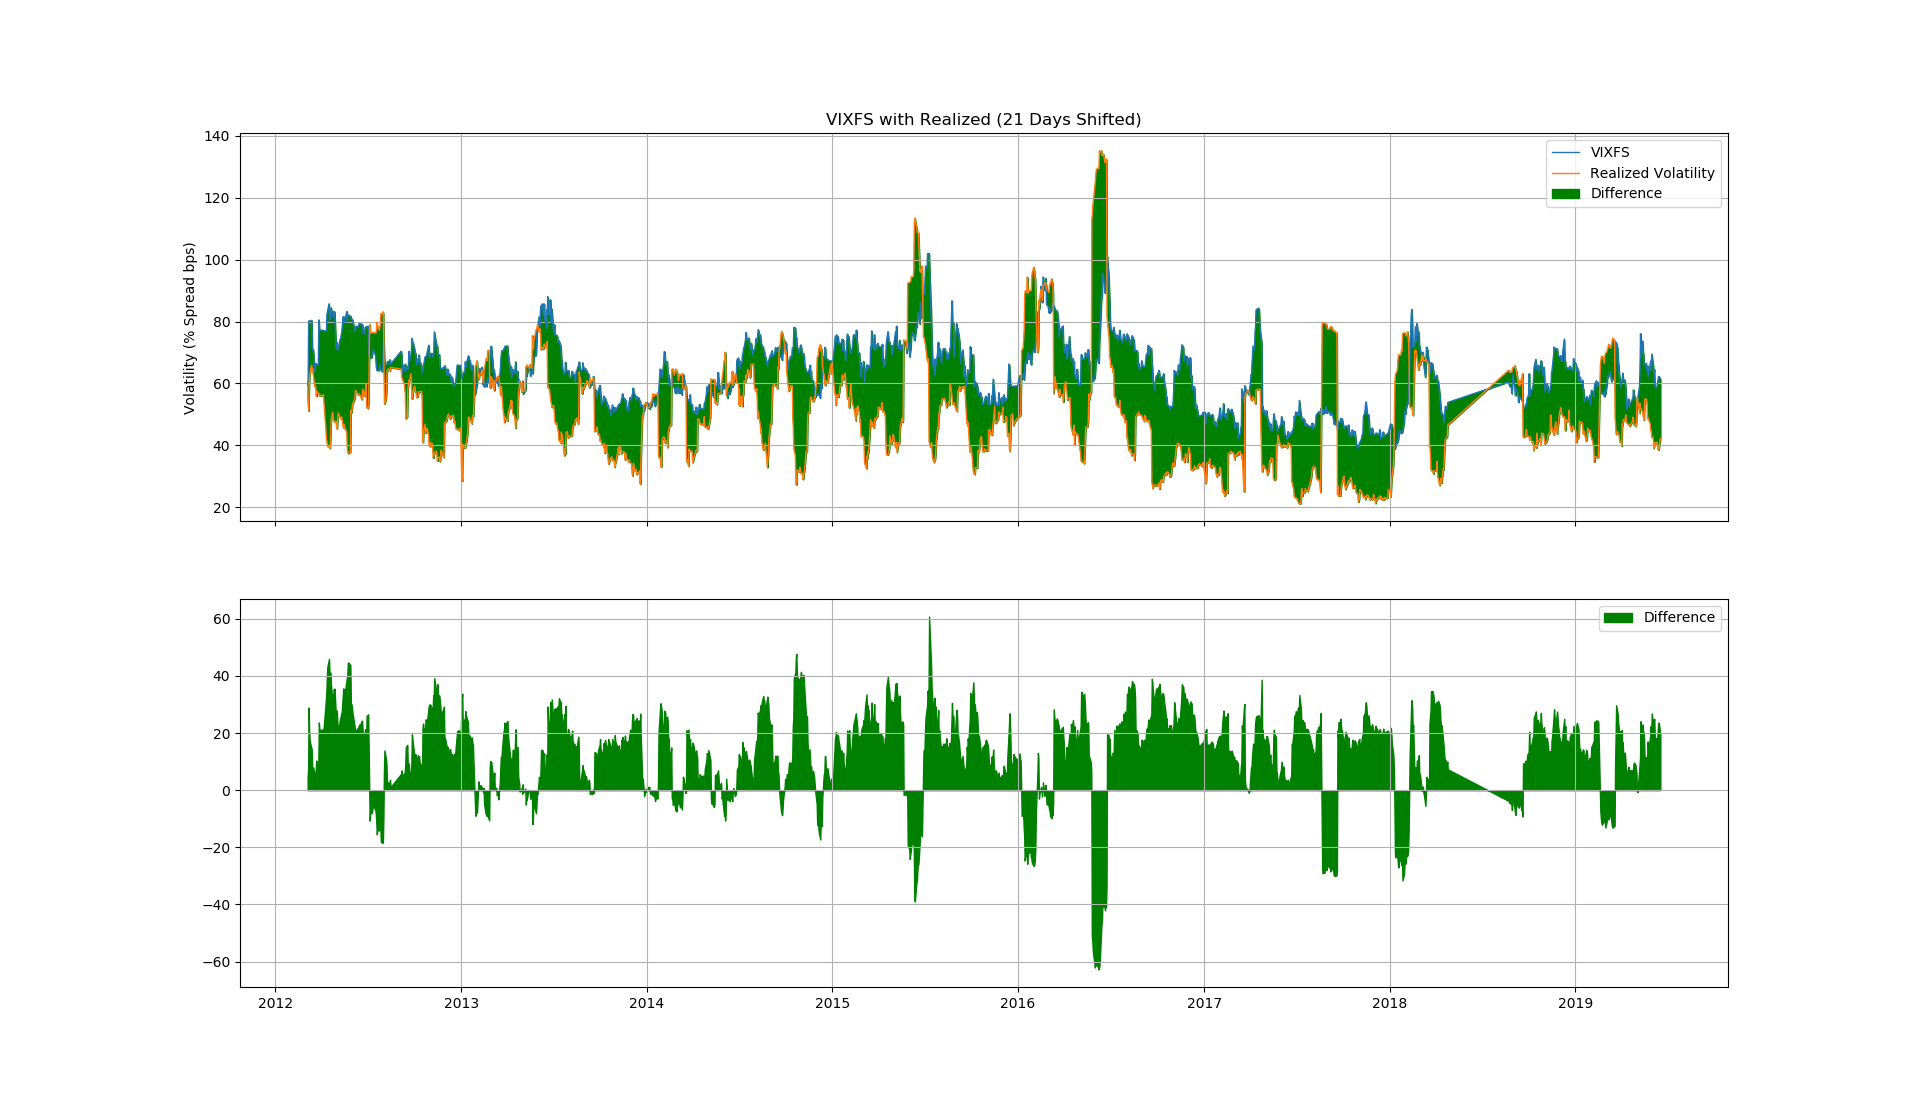 VIXFS with Realized (21 Days Shifted)
140
120
100
80
60
40
20
Volatility (% Spread bps)
VIXFS
Realized Volatility
Difference
60
40
20
0
−20
−40
−60
Difference
2012 2013 2014 2015 2016 2017 2018 2019